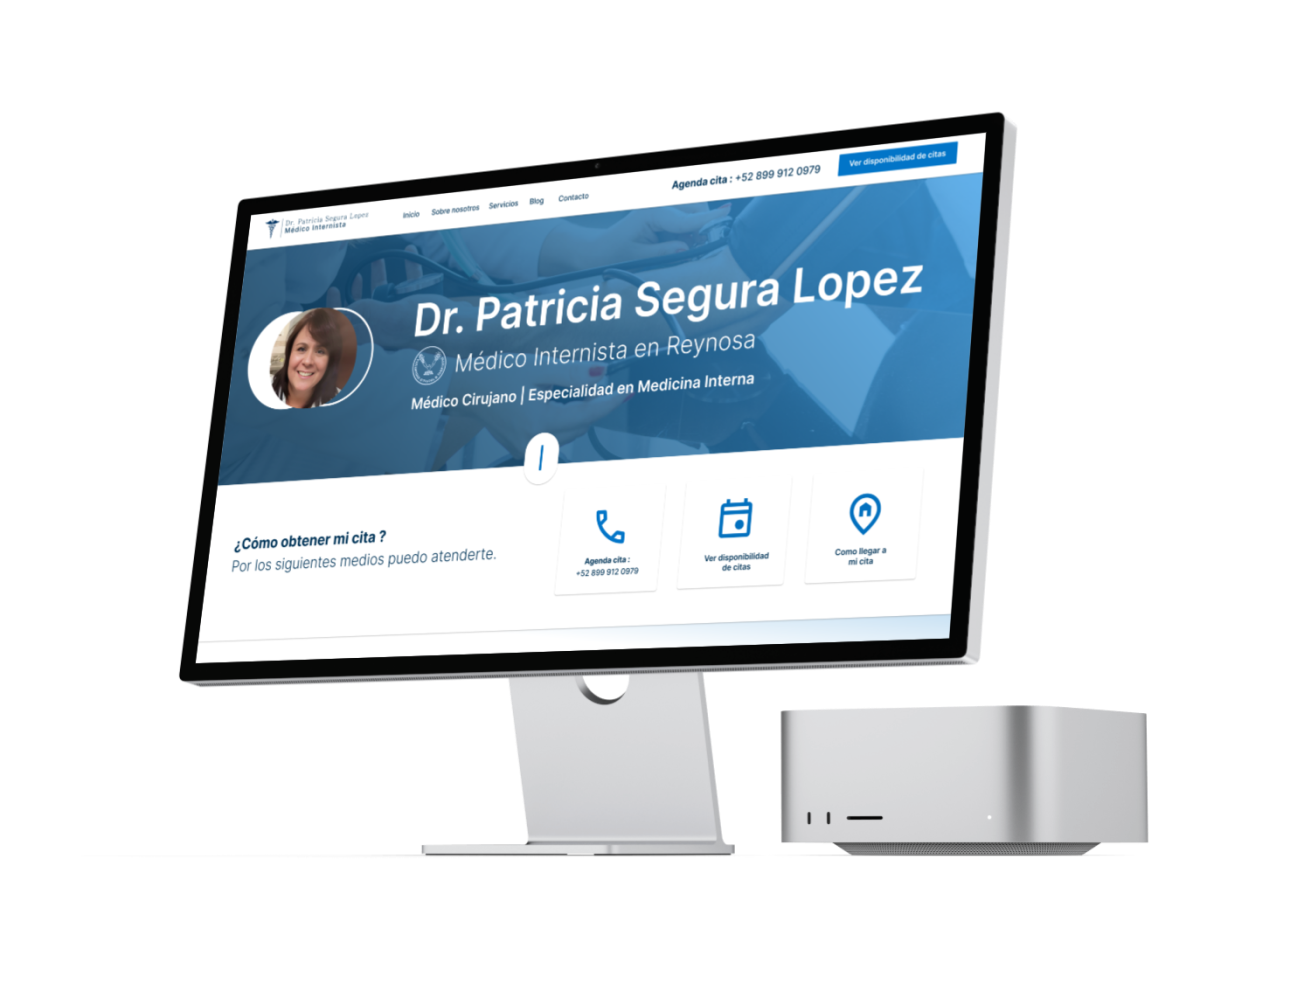 Dr. Patricia Segura Lopez
Médico Internista
Inicio
Sobre nosotros
Servicios
Blog
Contacto
Agenda cita : +52 899 912 0979
Ver disponibilidad de citas
Dr. Patricia Segura Lopez
Médico Internista en Reynosa
Médico Cirujano | Especialidad en Medicina Interna
¿Cómo obtener mi cita ?
Por los siguientes medios puedo atenderte.
Agenda cita :
+52 899 912 0979
Ver disponibilidad
de citas
Como llegar a
mi cita